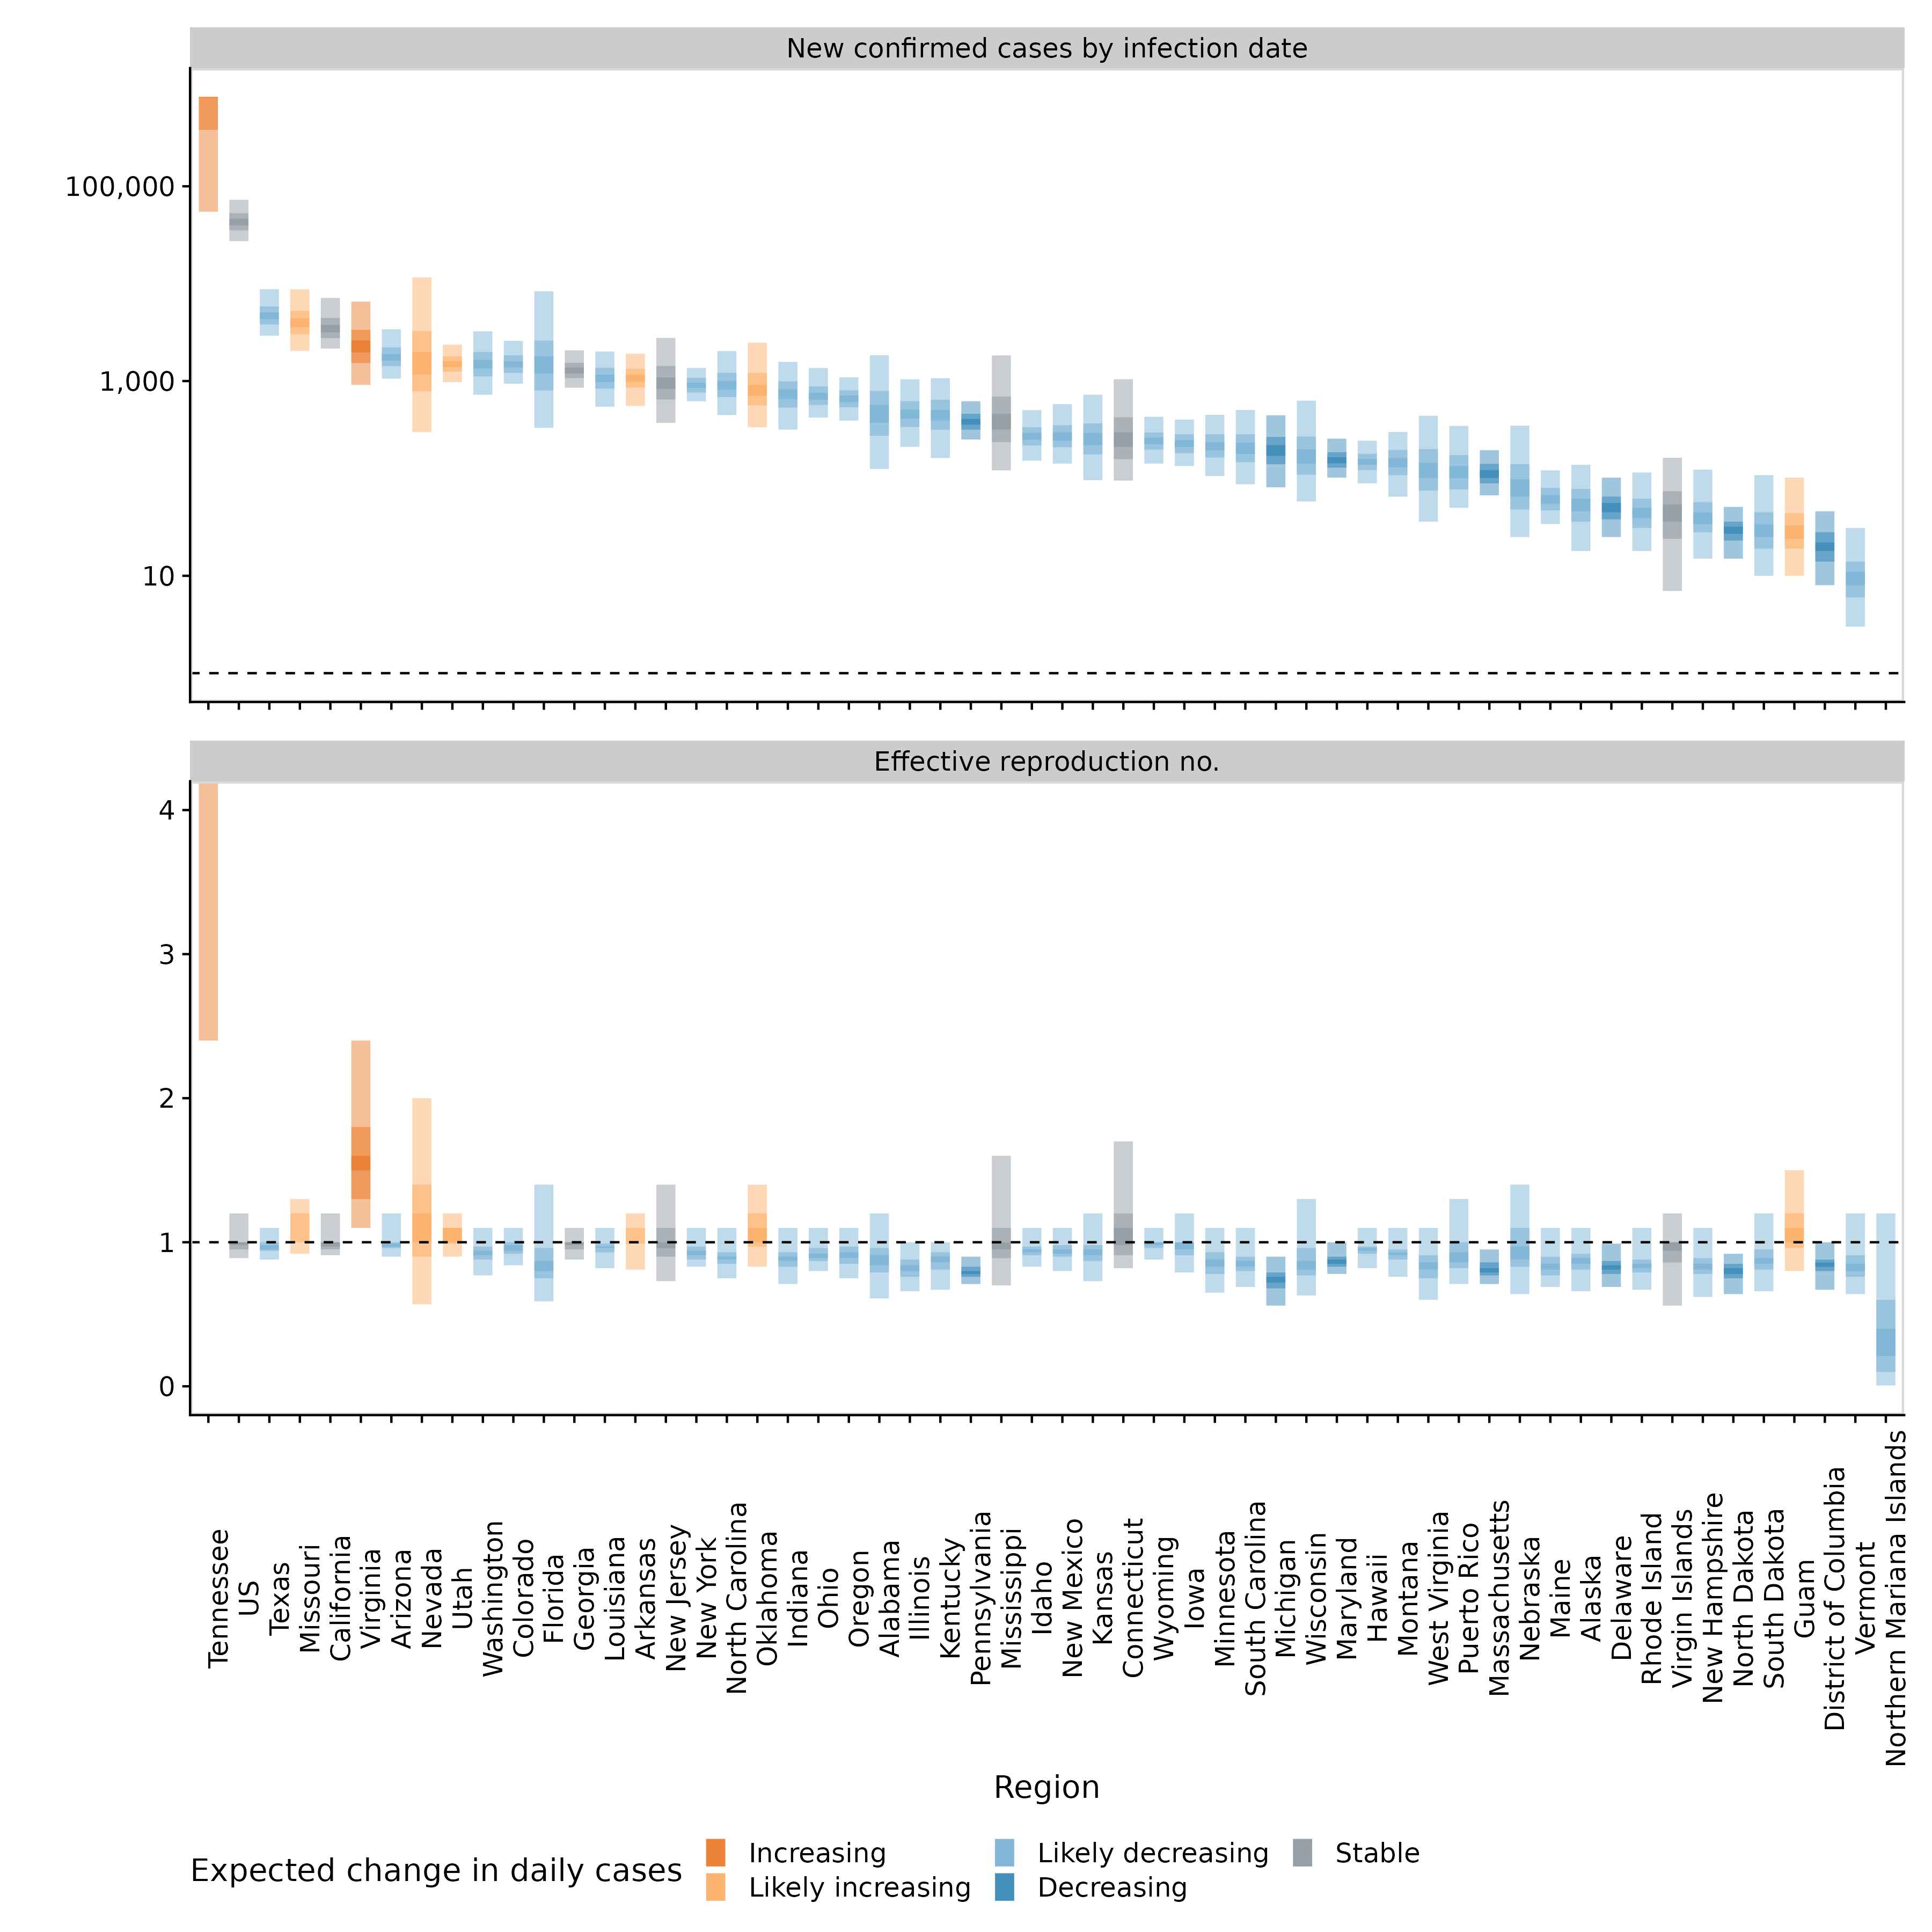 New confirmed cases by infection date
100,000
1,000
10
Effective reproduction no.
4
3
2
1
0
Tennessee
US
Texas
Missouri
California
Virginia
Arizona
Nevada
Utah
Washington
Colorado
Florida
Georgia
Louisiana
Arkansas
New Jersey
New York
North Carolina
Oklahoma
Indiana
Ohio
Oregon
Alabama
Illinois
Kentucky
Pennsylvania
Mississippi
Idaho
New Mexico
Kansas
Connecticut
Wyoming
Iowa
Minnesota
South Carolina
Michigan
Wisconsin
Maryland
Hawaii
Montana
West Virginia
Puerto Rico
Massachusetts
Nebraska
Maine
Alaska
Delaware
Rhode Island
Virgin Islands
New Hampshire
North Dakota
South Dakota
Guam
District of Columbia
Vermont
Northern Mariana Islands
Region
Expected change in daily cases
Increasing
Likely increasing
Likely decreasing
Decreasing
Stable